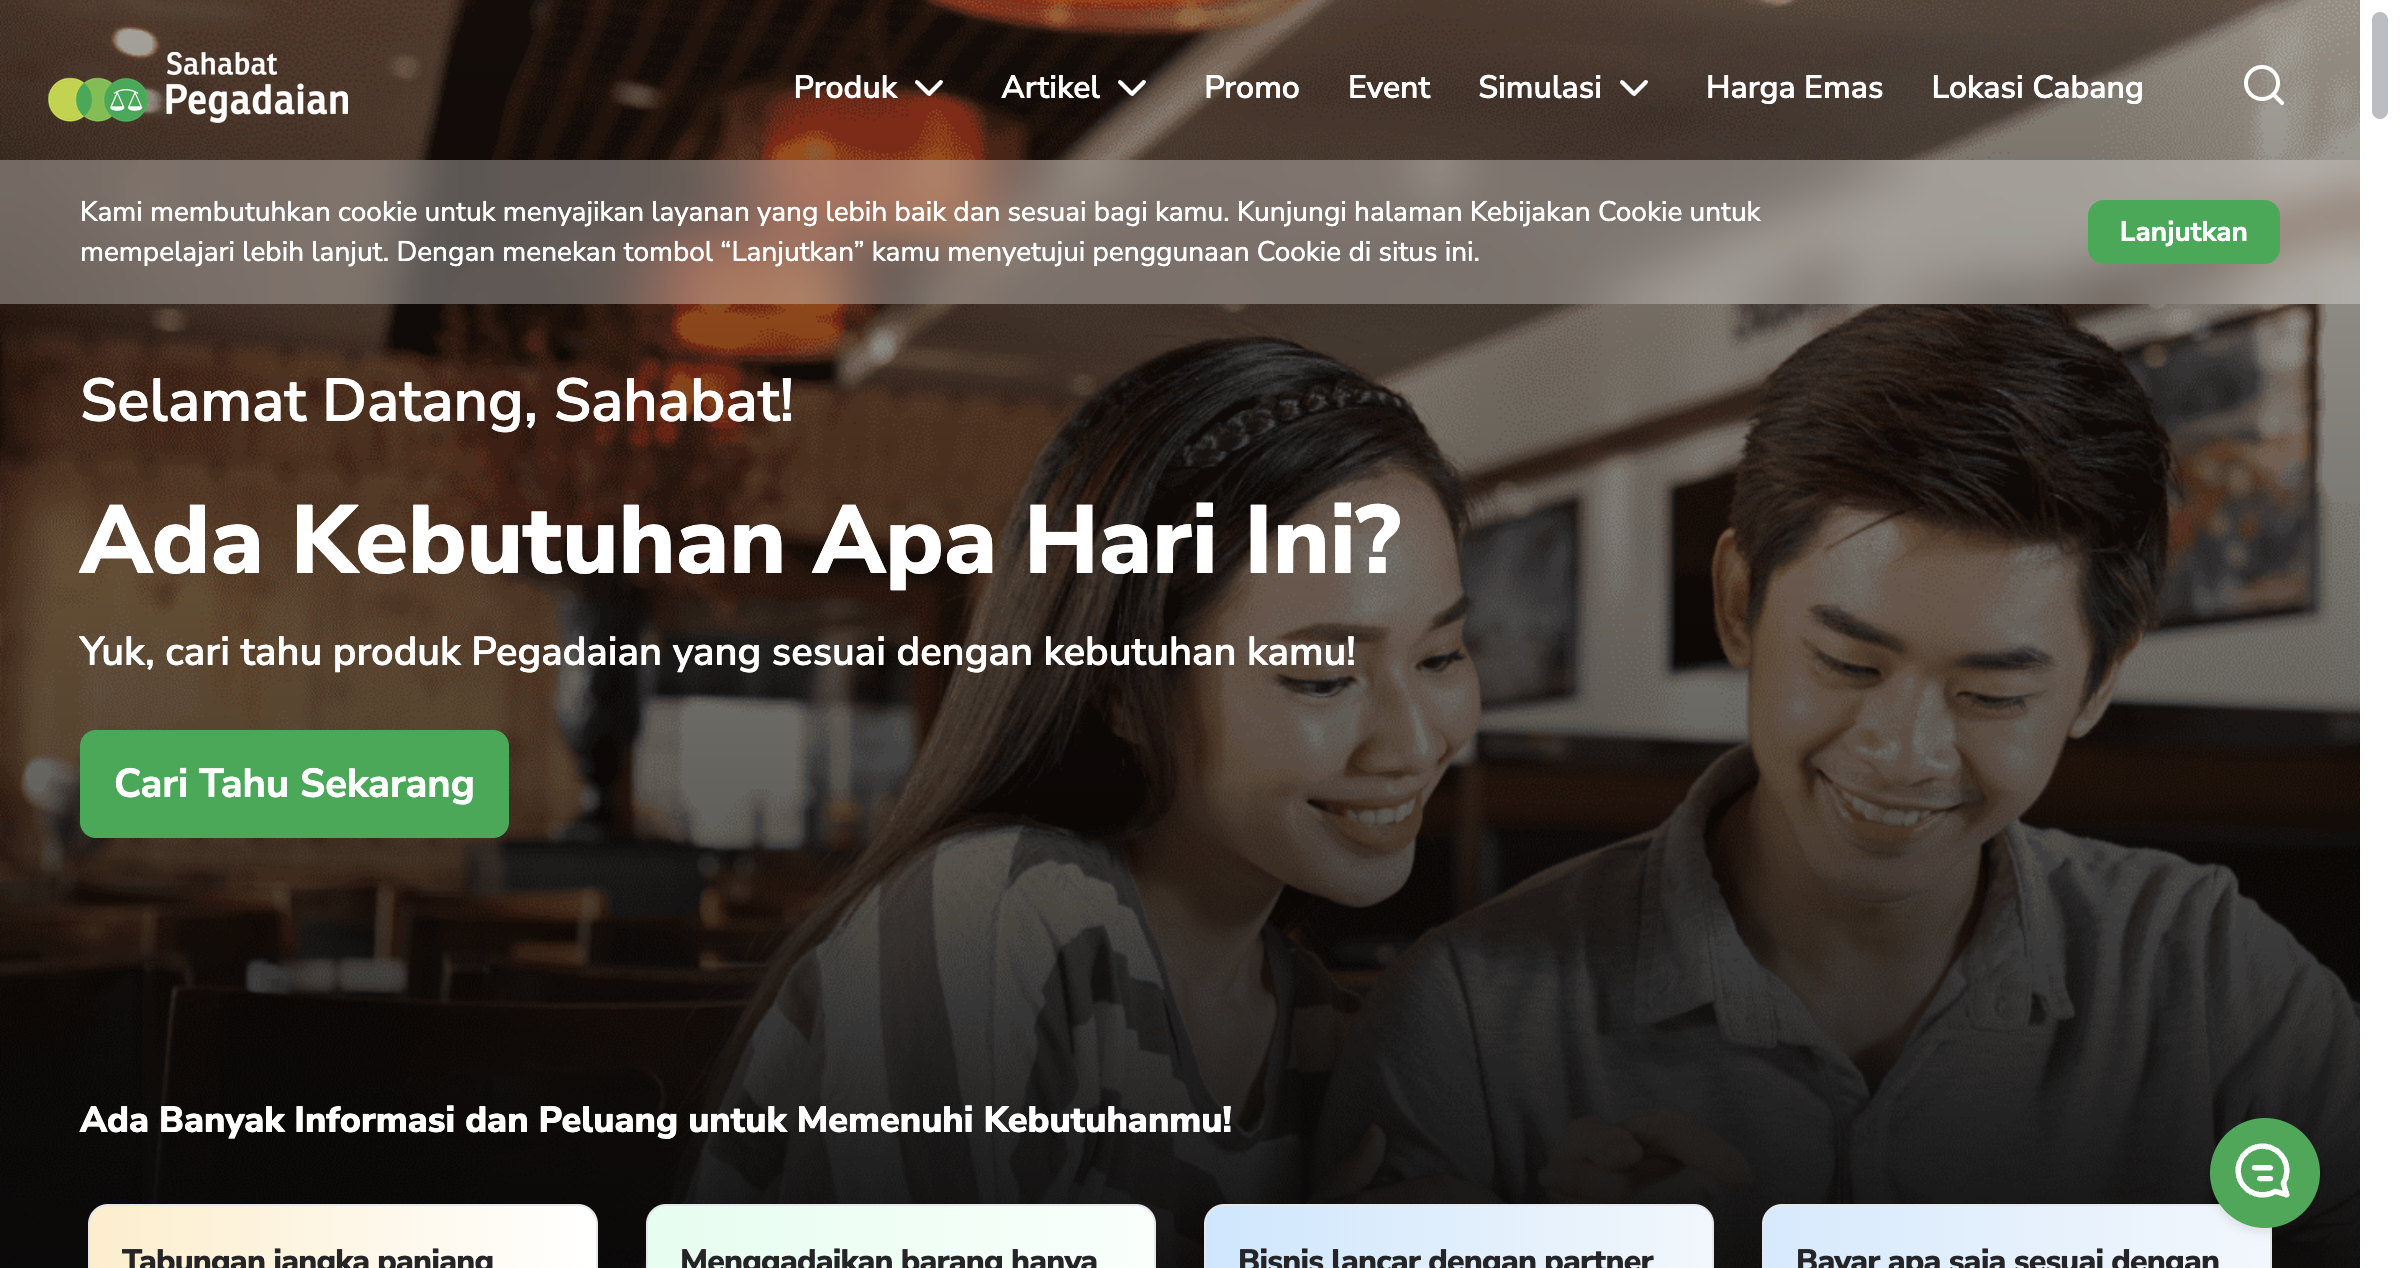 Sahabat
Pegadaian
Produk
Artikel
Promo
Event
Simulasi
Harga Emas
Lokasi Cabang
Kami membutuhkan cookie untuk menyajikan layanan yang lebih baik dan sesuai bagi kamu. Kunjungi halaman Kebijakan Cookie untuk
mempelajari lebih lanjut. Dengan menekan tombol “Lanjutkan” kamu menyetujui penggunaan Cookie di situs ini.
Lanjutkan
Selamat Datang, Sahabat!
Ada Kebutuhan Apa Hari Ini?
Yuk, cari tahu produk Pegadaian yang sesuai dengan kebutuhan kamu!
Cari Tahu Sekarang
Ada Banyak Informasi dan Peluang untuk Memenuhi Kebutuhanmu!
Tabungan jangka panjang
Menggadaikan barang hanya
Bisnis lancar dengan partner
Bayar apa saja sesuai dengan